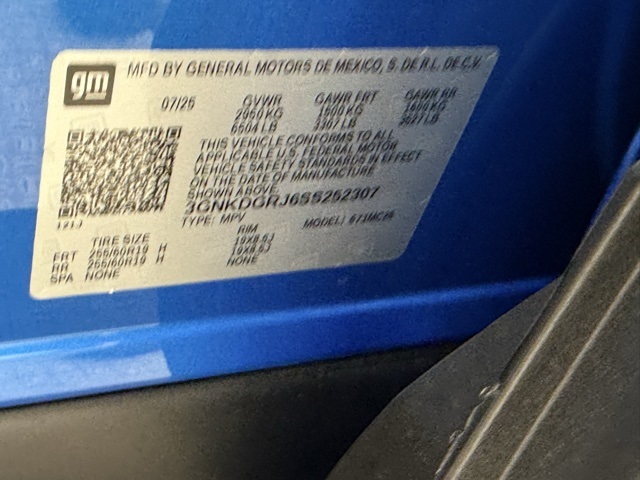 gm
MFD BY GENERAL MOTORS DE MEXICO, S. DE R.L. DE C.V.
07/25 GVWR GAWR FRT GAWR RR
2950 KG 1500 KG 1600 KG
6504 LB 3307 LB 3527 LB
THIS VEHICLE CONFORMS TO ALL
APPLICABLE U.S. FEDERAL MOTOR
VEHICLE SAFETY STANDARDS IN EFFECT
ON THE DATE OF MANUFACTURE
SHOWN ABOVE.
3GNKDGRJ6SS252307
TYPE: MPV MODEL:
TIRE SIZE RIM
FRT 255/60R19 H 19X8.5J
RR 255/60R19 H 19X8.5J
SPA NONE NONE